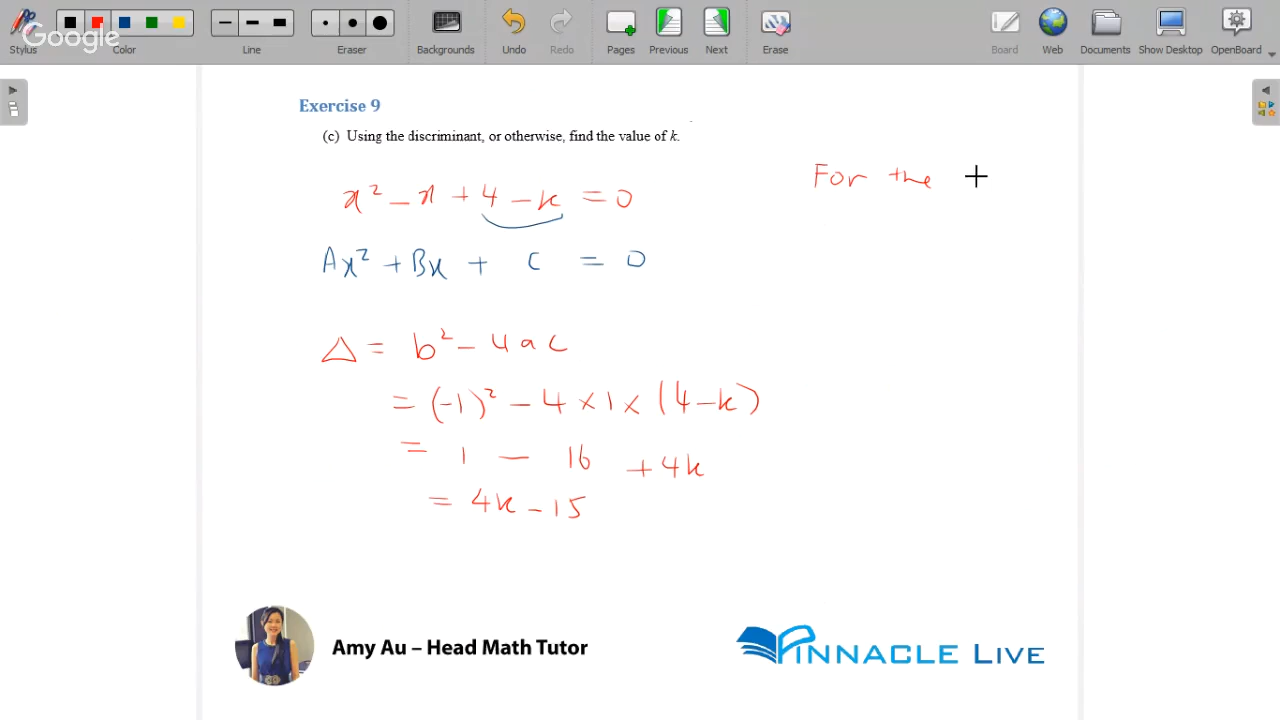 Stylus Color Line Eraser Backgrounds Undo Redo Pages Previous Next Erase Board Web Documents Show Desktop OpenBoard
Google
Exercise 9
(c) Using the discriminant, or otherwise, find the value of k.
For the
x² - x + 4 - k = 0
Ax² + Bx + C = 0
Δ = b² - 4ac
= (-1)² - 4 × 1 × (4 - k)
= 1 - 16 + 4k
= 4k - 15
Amy Au – Head Math Tutor
PINNACLE LIVE